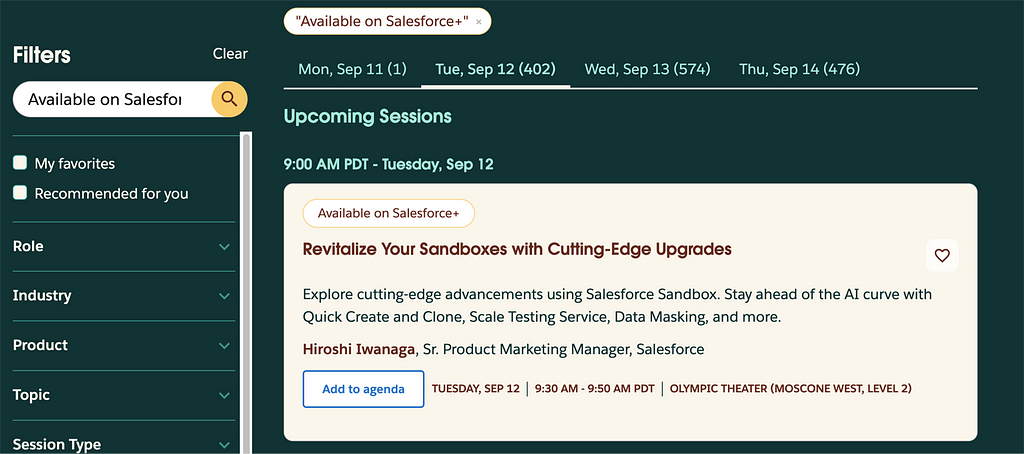 "Available on Salesforce+" ×
Filters
Clear
Available on Salesfor
My favorites
Recommended for you
Role
Industry
Product
Topic
Session Type
Mon, Sep 11 (1)
Tue, Sep 12 (402)
Wed, Sep 13 (574)
Thu, Sep 14 (476)
Upcoming Sessions
9:00 AM PDT - Tuesday, Sep 12
Available on Salesforce+
Revitalize Your Sandboxes with Cutting-Edge Upgrades
Explore cutting-edge advancements using Salesforce Sandbox. Stay ahead of the AI curve with
Quick Create and Clone, Scale Testing Service, Data Masking, and more.
Hiroshi Iwanaga, Sr. Product Marketing Manager, Salesforce
Add to agenda
TUESDAY, SEP 12 | 9:30 AM - 9:50 AM PDT | OLYMPIC THEATER (MOSCONE WEST, LEVEL 2)